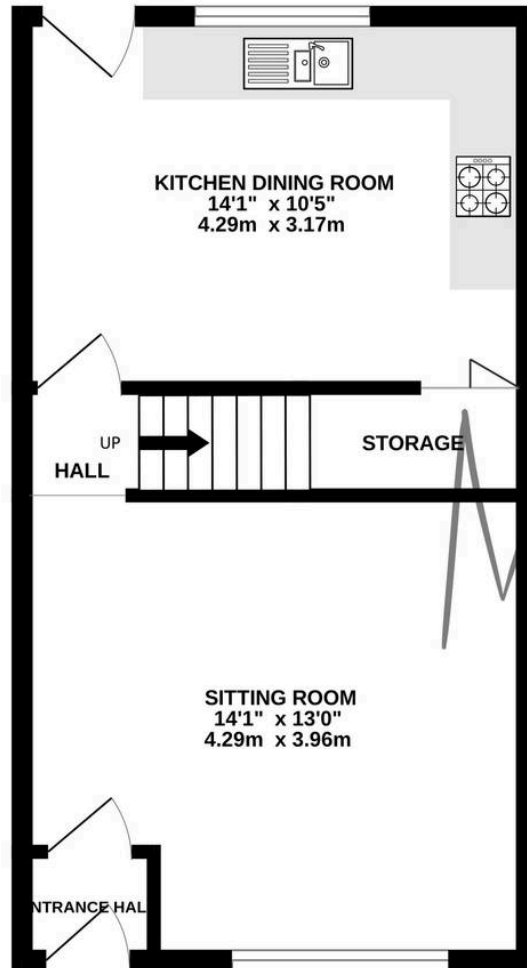 KITCHEN DINING ROOM
14'1" x 10'5"
4.29m x 3.17m
UP
HALL
STORAGE
SITTING ROOM
14'1" x 13'0"
4.29m x 3.96m
NTRANCE HAL